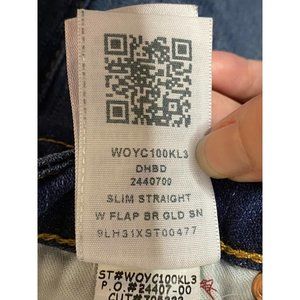 WOYC100KL3
DHBD
2440700
SLIM STRAIGHT
W FLAP BR GLD SN
9LH31XST00477
ST#WOYC100KL3
P.O.#24407-00